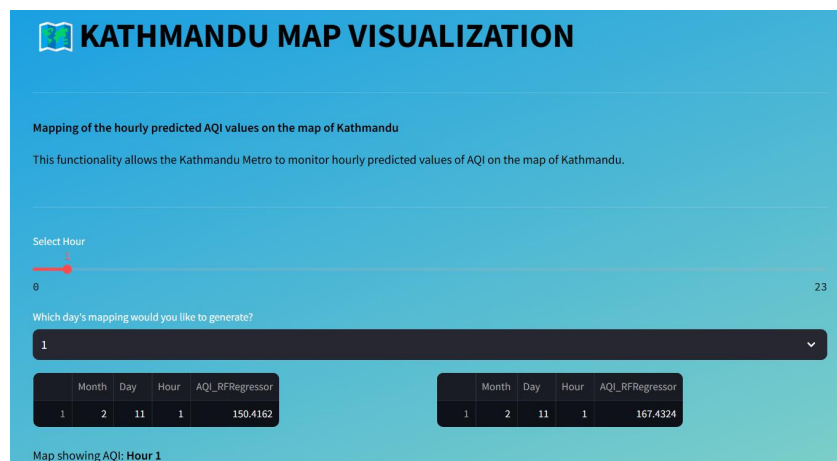 KATHMANDU MAP VISUALIZATION
Mapping of the hourly predicted AQI values on the map of Kathmandu
This functionality allows the Kathmandu Metro to monitor hourly predicted values of AQI on the map of Kathmandu.
Select Hour
1
0 23
Which day's mapping would you like to generate?
1
Month Day Hour AQI_RFRegressor Month Day Hour AQI_RFRegressor
1 2 11 1 150.4162 1 2 11 1 167.4324
Map showing AQI: Hour 1